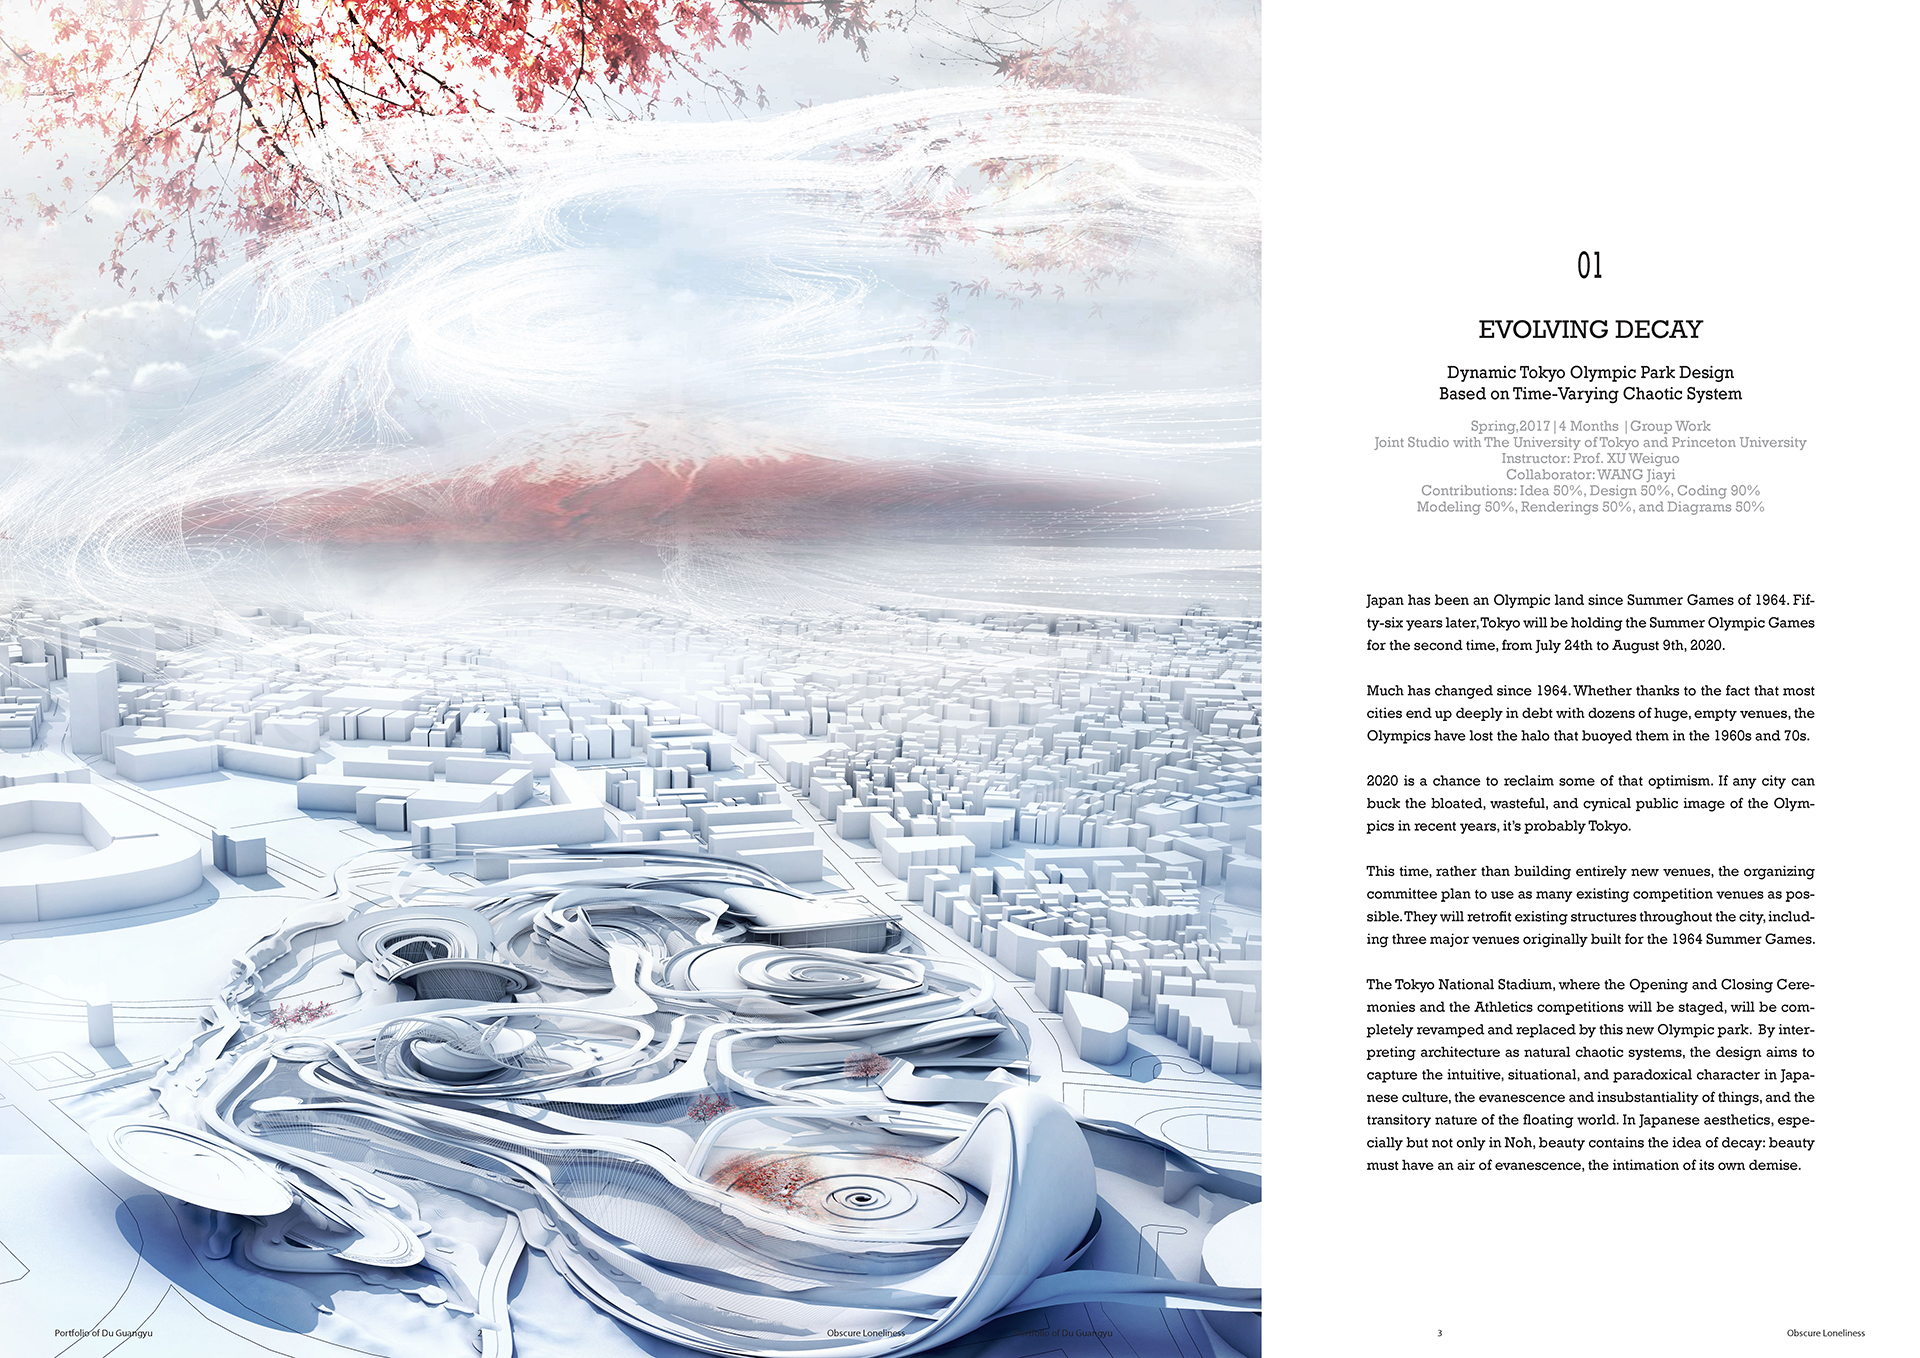 01
EVOLVING DECAY
Dynamic Tokyo Olympic Park Design
Based on Time-Varying Chaotic System
Spring,2017|4 Months |Group Work
Joint Studio with The University of Tokyo and Princeton University
Instructor: Prof. XU Weiguo
Collaborator: WANG Jiayi
Contributions: Idea 50%, Design 50%, Coding 90%
Modeling 50%, Renderings 50%, and Diagrams 50%
Japan has been an Olympic land since Summer Games of 1964. Fif-
ty-six years later, Tokyo will be holding the Summer Olympic Games
for the second time, from July 24th to August 9th, 2020.
Much has changed since 1964. Whether thanks to the fact that most
cities end up deeply in debt with dozens of huge, empty venues, the
Olympics have lost the halo that buoyed them in the 1960s and 70s.
2020 is a chance to reclaim some of that optimism. If any city can
buck the bloated, wasteful, and cynical public image of the Olym-
pics in recent years, it's probably Tokyo.
This time, rather than building entirely new venues, the organizing
committee plan to use as many existing competition venues as pos-
sible. They will retrofit existing structures throughout the city, includ-
ing three major venues originally built for the 1964 Summer Games.
The Tokyo National Stadium, where the Opening and Closing Cere-
monies and the Athletics competitions will be staged, will be com-
pletely revamped and replaced by this new Olympic park. By inter-
preting architecture as natural chaotic systems, the design aims to
capture the intuitive, situational, and paradoxical character in Japa-
nese culture, the evanescence and insubstantiality of things, and the
transitory nature of the floating world. In Japanese aesthetics, espe-
cially but not only in Noh, beauty contains the idea of decay: beauty
must have an air of evanescence, the intimation of its own demise.
Portfolio of Du Guangyu
2
Obscure Loneliness
Portfolio of Du Guangyu
3
Obscure Loneliness